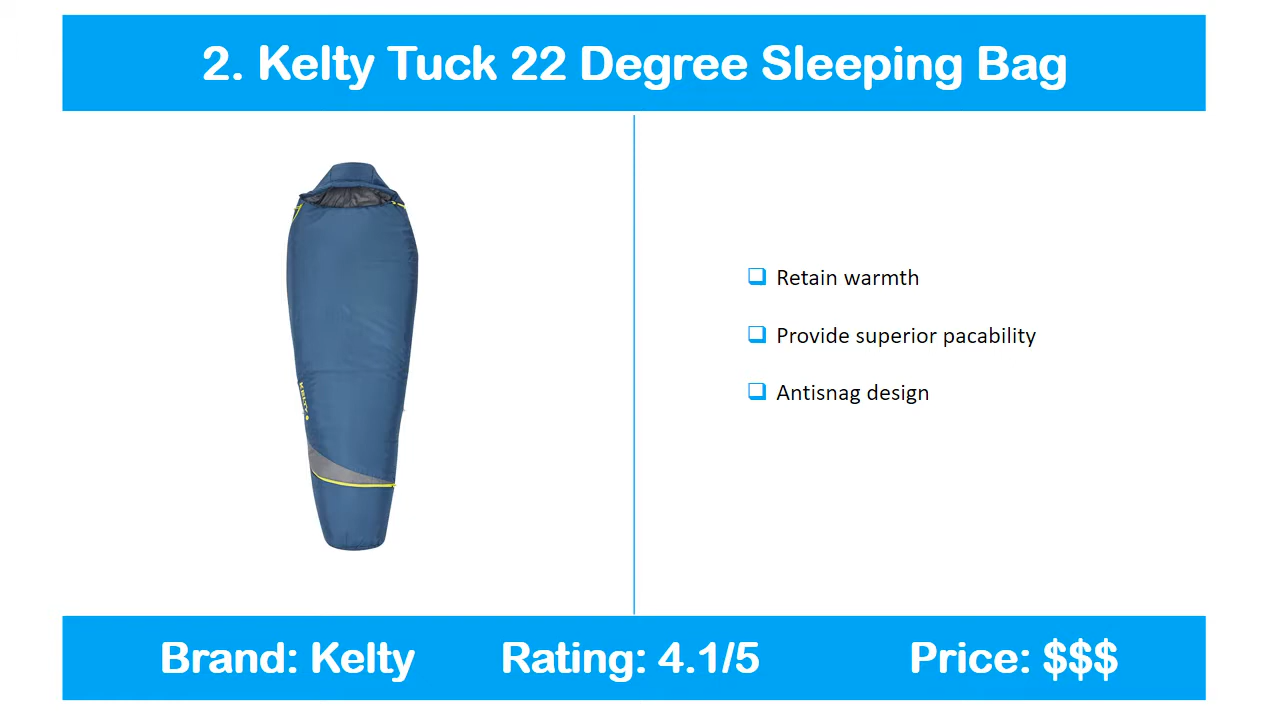 2. Kelty Tuck 22 Degree Sleeping Bag
KELTY
Retain warmth
Provide superior pacability
Antisnag design
Brand: Kelty Rating: 4.1/5 Price: $$$